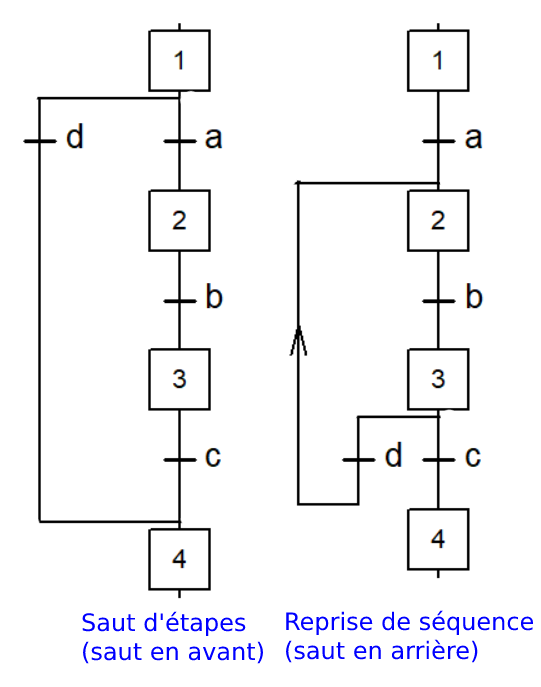 1
d
a
2
b
3
c
4
Saut d'étapes
(saut en avant)
1
a
2
b
3
d
c
4
Reprise de séquence
(saut en arrière)